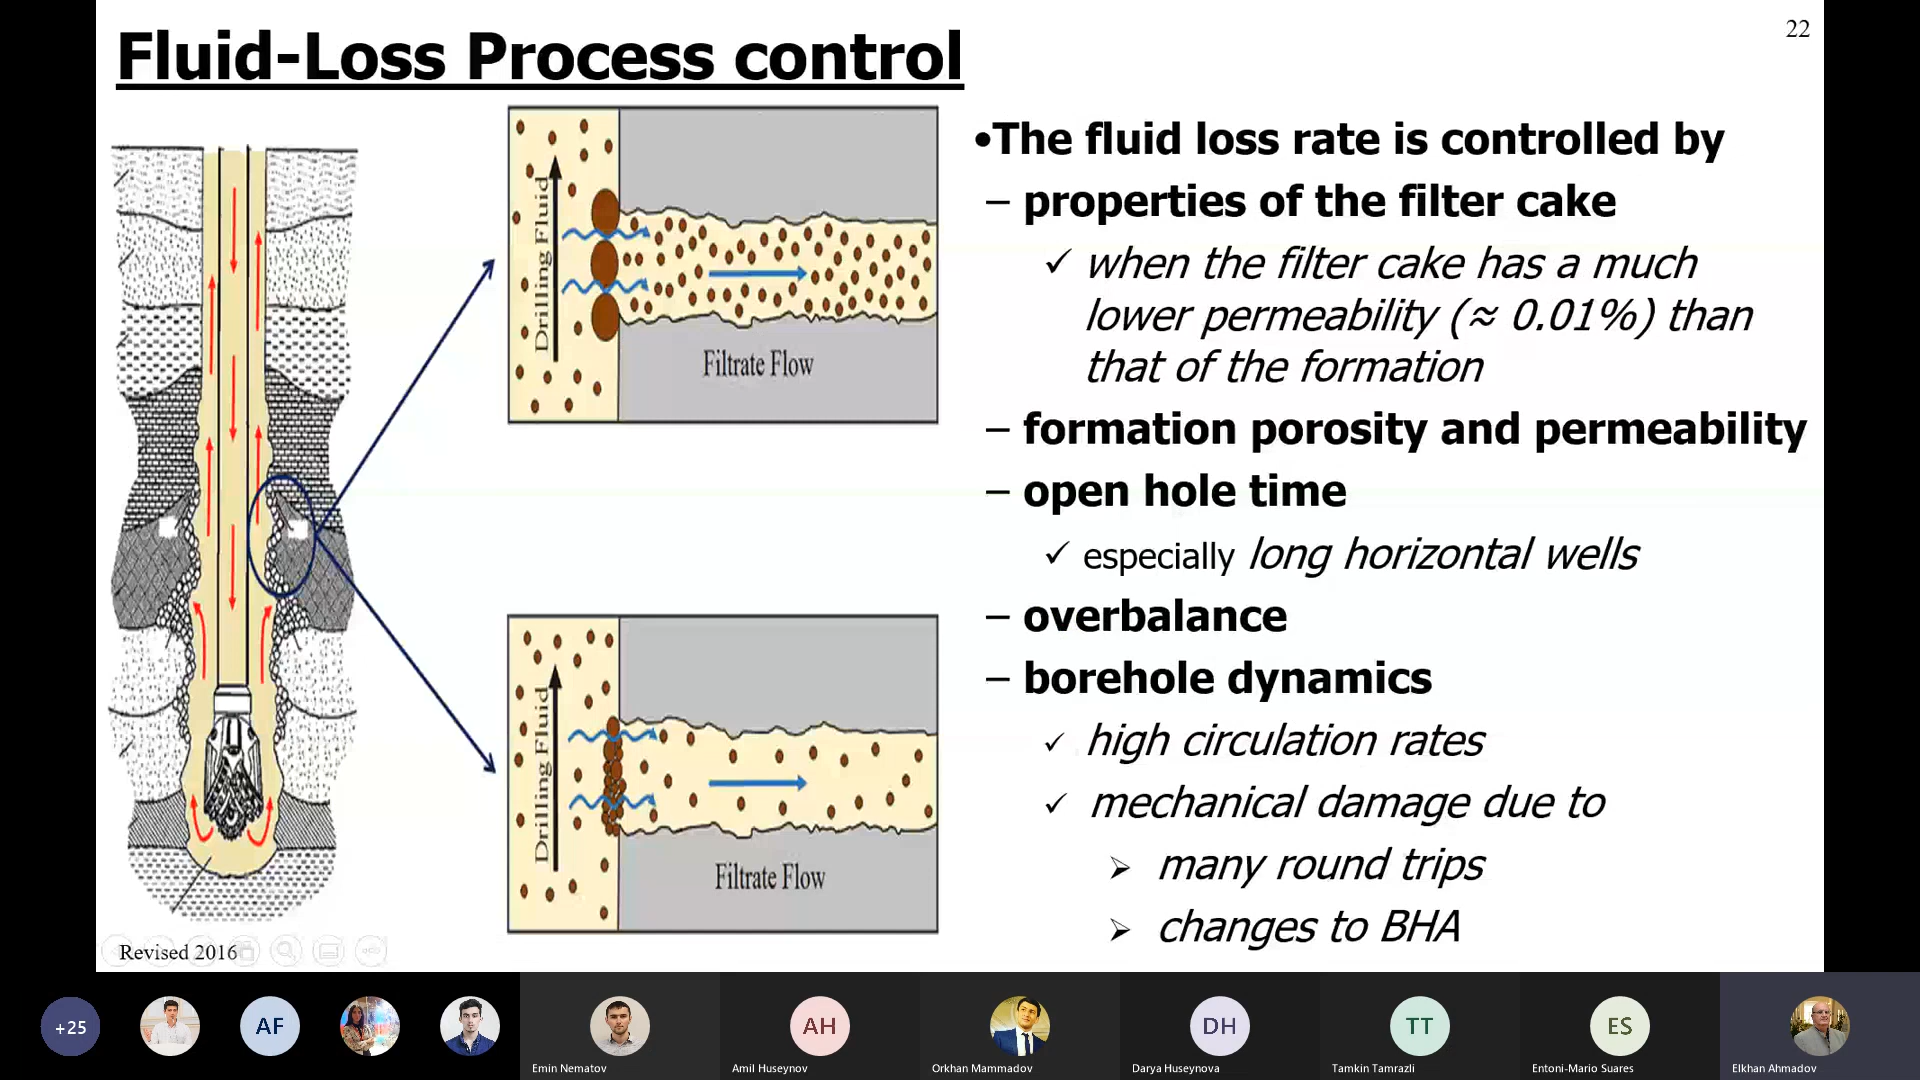 22
Fluid-Loss Process control
•The fluid loss rate is controlled by
– properties of the filter cake
✓ when the filter cake has a much
lower permeability (≈ 0.01%) than
that of the formation
– formation porosity and permeability
– open hole time
✓ especially long horizontal wells
– overbalance
– borehole dynamics
✓ high circulation rates
✓ mechanical damage due to
➢ many round trips
➢ changes to BHA
Drilling Fluid
Filtrate Flow
Drilling Fluid
Filtrate Flow
Revised 2016
+25
AF
Emin Nematov
AH
Amil Huseynov
Orkhan Mammadov
DH
Darya Huseynova
TT
Tamkin Tamrazli
ES
Entoni-Mario Suares
Elkhan Ahmadov